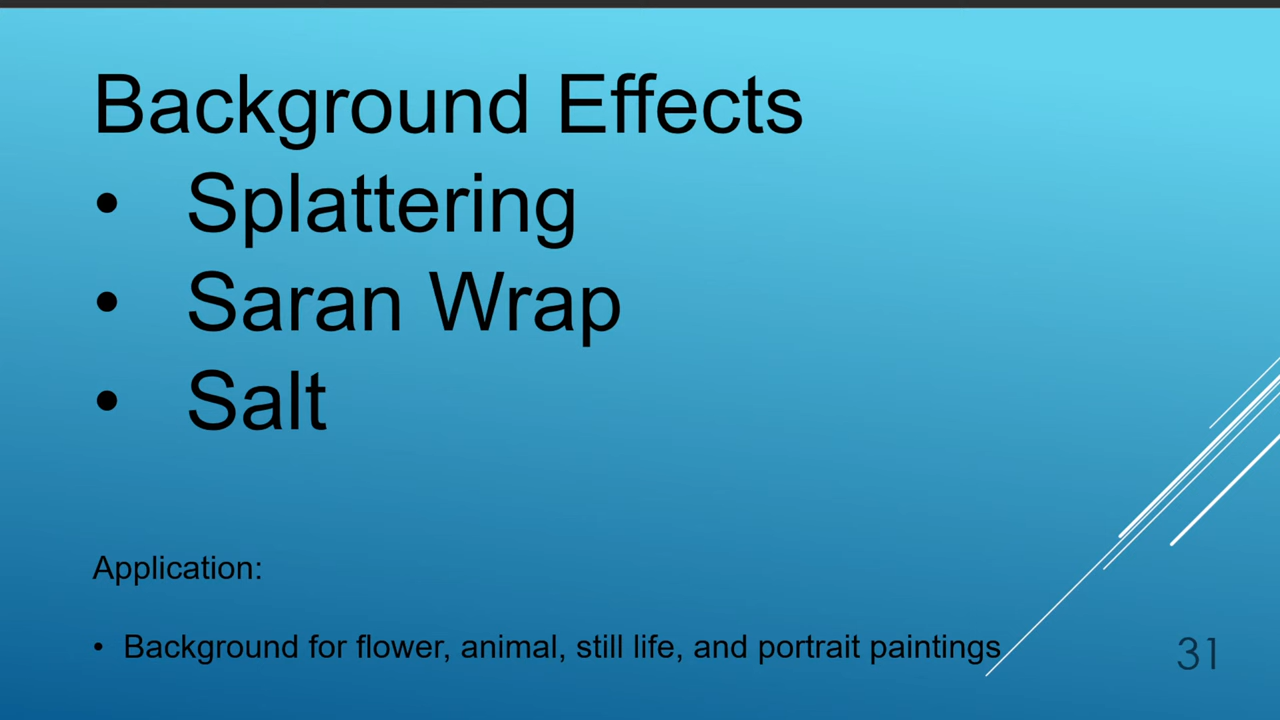 Background Effects
• Splattering
• Saran Wrap
• Salt
Application:
• Background for flower, animal, still life, and portrait paintings
31